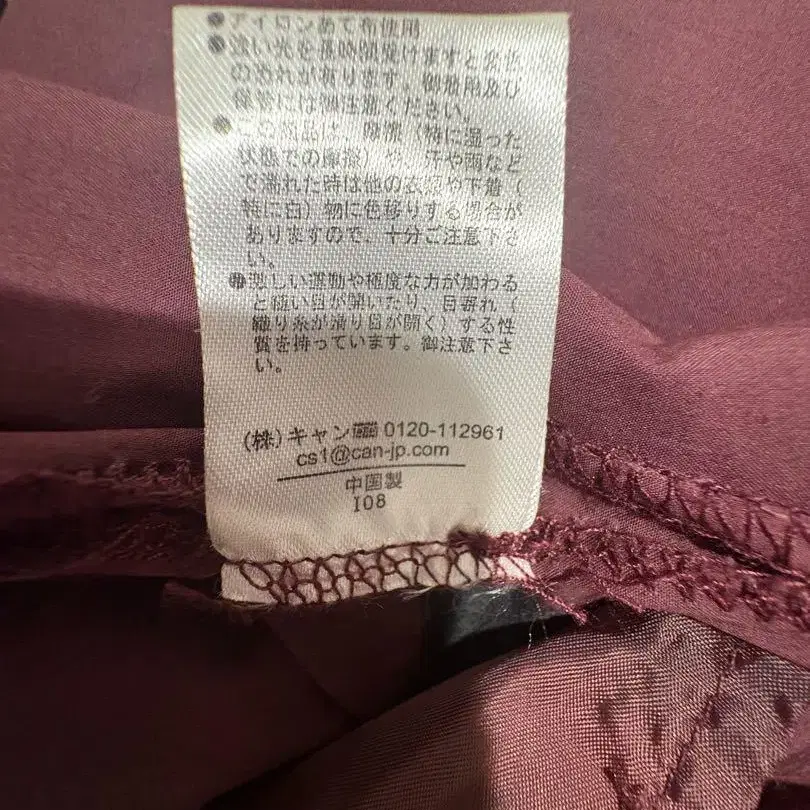 ●アイロンあて布使用
●強い光を長時間受けますと変色
の恐れが有ります。御着用及び
保管には御注意ください。
●この商品は、摩擦（特に湿った
状態での摩擦）や、汗や雨など
で濡れた時は他の衣類や下着（
特に白）物に色移りする場合が
ありますので、十分ご注意下さ
い。
●激しい運動や極度な力が加わる
と縫い目が開いたり、目寄れ（
織り糸が滑り目が開く）する性
質を持っています。御注意下さ
い。
(株)キャン 0120-112961
cs1@can-jp.com
中国製
I08